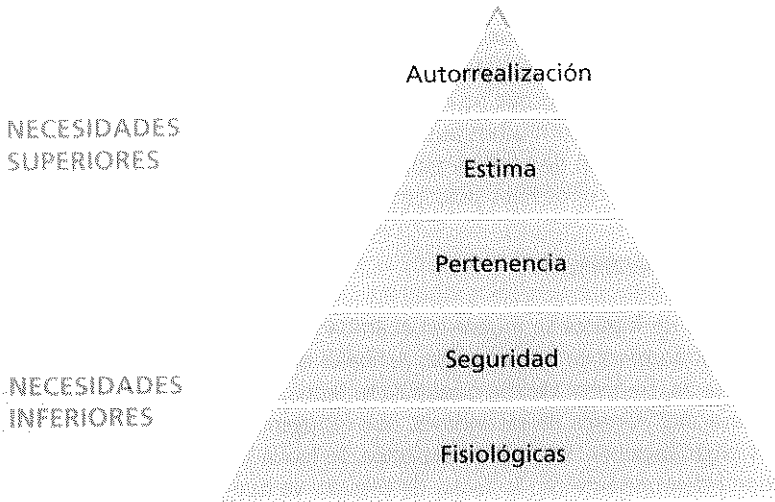 Autorrealización
NECESIDADES
SUPERIORES
Estima
Pertenencia
Seguridad
NECESIDADES
INFERIORES
Fisiológicas